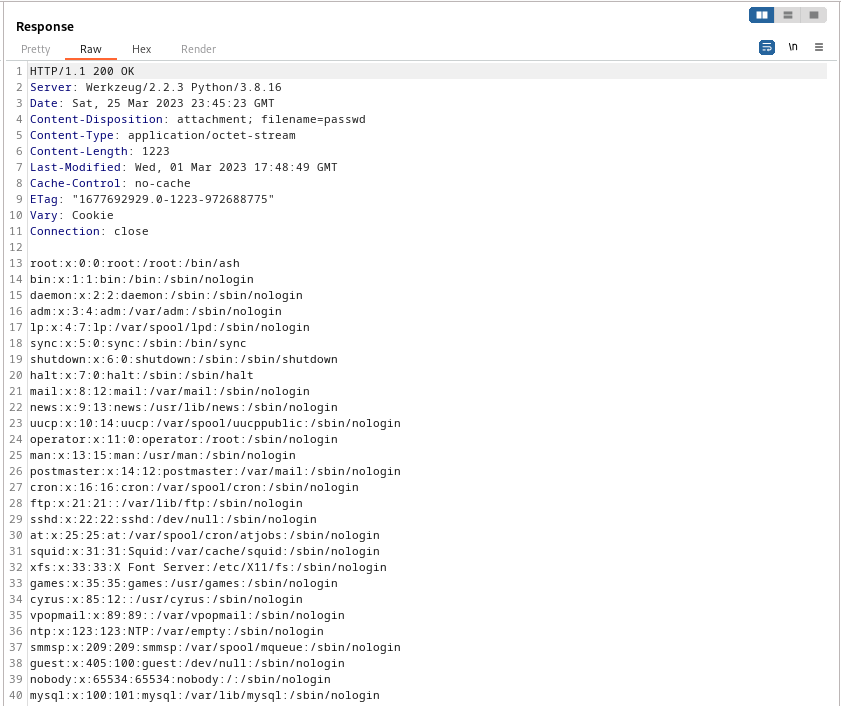 Response
Pretty Raw Hex Render \n
1 HTTP/1.1 200 OK
2 Server: Werkzeug/2.2.3 Python/3.8.16
3 Date: Sat, 25 Mar 2023 23:45:23 GMT
4 Content-Disposition: attachment; filename=passwd
5 Content-Type: application/octet-stream
6 Content-Length: 1223
7 Last-Modified: Wed, 01 Mar 2023 17:48:49 GMT
8 Cache-Control: no-cache
9 ETag: "1677692929.0-1223-972688775"
10 Vary: Cookie
11 Connection: close
12
13 root:x:0:0:root:/root:/bin/ash
14 bin:x:1:1:bin:/bin:/sbin/nologin
15 daemon:x:2:2:daemon:/sbin:/sbin/nologin
16 adm:x:3:4:adm:/var/adm:/sbin/nologin
17 lp:x:4:7:lp:/var/spool/lpd:/sbin/nologin
18 sync:x:5:0:sync:/sbin:/bin/sync
19 shutdown:x:6:0:shutdown:/sbin:/sbin/shutdown
20 halt:x:7:0:halt:/sbin:/sbin/halt
21 mail:x:8:12:mail:/var/mail:/sbin/nologin
22 news:x:9:13:news:/usr/lib/news:/sbin/nologin
23 uucp:x:10:14:uucp:/var/spool/uucppublic:/sbin/nologin
24 operator:x:11:0:operator:/root:/sbin/nologin
25 man:x:13:15:man:/usr/man:/sbin/nologin
26 postmaster:x:14:12:postmaster:/var/mail:/sbin/nologin
27 cron:x:16:16:cron:/var/spool/cron:/sbin/nologin
28 ftp:x:21:21::/var/lib/ftp:/sbin/nologin
29 sshd:x:22:22:sshd:/dev/null:/sbin/nologin
30 at:x:25:25:at:/var/spool/cron/atjobs:/sbin/nologin
31 squid:x:31:31:Squid:/var/cache/squid:/sbin/nologin
32 xfs:x:33:33:X Font Server:/etc/X11/fs:/sbin/nologin
33 games:x:35:35:games:/usr/games:/sbin/nologin
34 cyrus:x:85:12::/usr/cyrus:/sbin/nologin
35 vpopmail:x:89:89::/var/vpopmail:/sbin/nologin
36 ntp:x:123:123:NTP:/var/empty:/sbin/nologin
37 smmsp:x:209:209:smmsp:/var/spool/mqueue:/sbin/nologin
38 guest:x:405:100:guest:/dev/null:/sbin/nologin
39 nobody:x:65534:65534:nobody:/:/sbin/nologin
40 mysql:x:100:101:mysql:/var/lib/mysql:/sbin/nologin